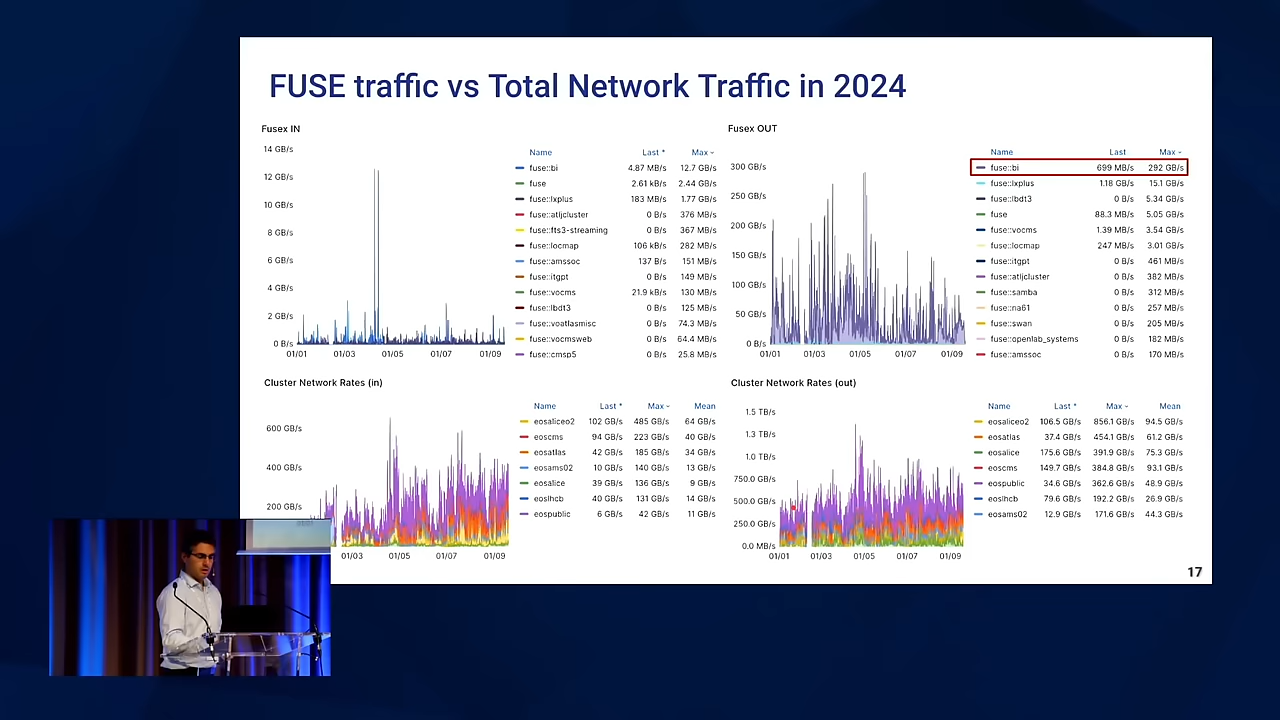 FUSE traffic vs Total Network Traffic in 2024
Fusex IN
14 GB/s
12 GB/s
10 GB/s
8 GB/s
6 GB/s
4 GB/s
2 GB/s
0 B/s
01/01 01/03 01/05 01/07 01/09
Name Last * Max
fuse::bi 4.87 MB/s 12.7 GB/s
fuse 2.61 kB/s 2.44 GB/s
fuse::lxplus 183 MB/s 1.77 GB/s
fuse::atljcluster 0 B/s 376 MB/s
fuse::fts3-streaming 0 B/s 367 MB/s
fuse::locmap 106 kB/s 282 MB/s
fuse::amssoc 137 B/s 151 MB/s
fuse::itgpt 0 B/s 149 MB/s
fuse::vocms 21.9 kB/s 130 MB/s
fuse::lbdt3 0 B/s 125 MB/s
fuse::voatlasmisc 0 B/s 74.3 MB/s
fuse::vocmsweb 0 B/s 64.4 MB/s
fuse::cmsp5 0 B/s 25.8 MB/s
Fusex OUT
300 GB/s
250 GB/s
200 GB/s
150 GB/s
100 GB/s
50 GB/s
0 B/s
01/01 01/03 01/05 01/07 01/09
Name Last Max
fuse::bi 699 MB/s 292 GB/s
fuse::lxplus 1.18 GB/s 15.1 GB/s
fuse::lbdt3 0 B/s 5.34 GB/s
fuse 88.3 MB/s 5.05 GB/s
fuse::vocms 1.39 MB/s 3.54 GB/s
fuse::locmap 247 MB/s 3.01 GB/s
fuse::itgpt 0 B/s 461 MB/s
fuse::atljcluster 0 B/s 382 MB/s
fuse::samba 0 B/s 312 MB/s
fuse::na61 0 B/s 257 MB/s
fuse::swan 0 B/s 205 MB/s
fuse::openlab_systems 0 B/s 182 MB/s
fuse::amssoc 0 B/s 170 MB/s
Cluster Network Rates (in)
600 GB/s
400 GB/s
200 GB/s
01/03 01/05 01/07 01/09
Name Last * Max Mean
eosaliceo2 102 GB/s 485 GB/s 64 GB/s
eoscms 94 GB/s 223 GB/s 40 GB/s
eosatlas 42 GB/s 185 GB/s 34 GB/s
eosams02 10 GB/s 140 GB/s 13 GB/s
eosalice 39 GB/s 136 GB/s 9 GB/s
eoslhcb 40 GB/s 131 GB/s 14 GB/s
eospublic 6 GB/s 42 GB/s 11 GB/s
Cluster Network Rates (out)
1.5 TB/s
1.3 TB/s
1.0 TB/s
750.0 GB/s
500.0 GB/s
250.0 GB/s
0.0 MB/s
01/01 01/03 01/05 01/07 01/09
Name Last * Max Mean
eosaliceo2 106.5 GB/s 856.1 GB/s 94.5 GB/s
eosatlas 37.4 GB/s 454.1 GB/s 61.2 GB/s
eosalice 175.6 GB/s 391.9 GB/s 75.3 GB/s
eoscms 149.7 GB/s 384.8 GB/s 93.1 GB/s
eospublic 34.6 GB/s 362.6 GB/s 48.9 GB/s
eoslhcb 79.6 GB/s 192.2 GB/s 26.9 GB/s
eosams02 12.9 GB/s 171.6 GB/s 44.3 GB/s
17